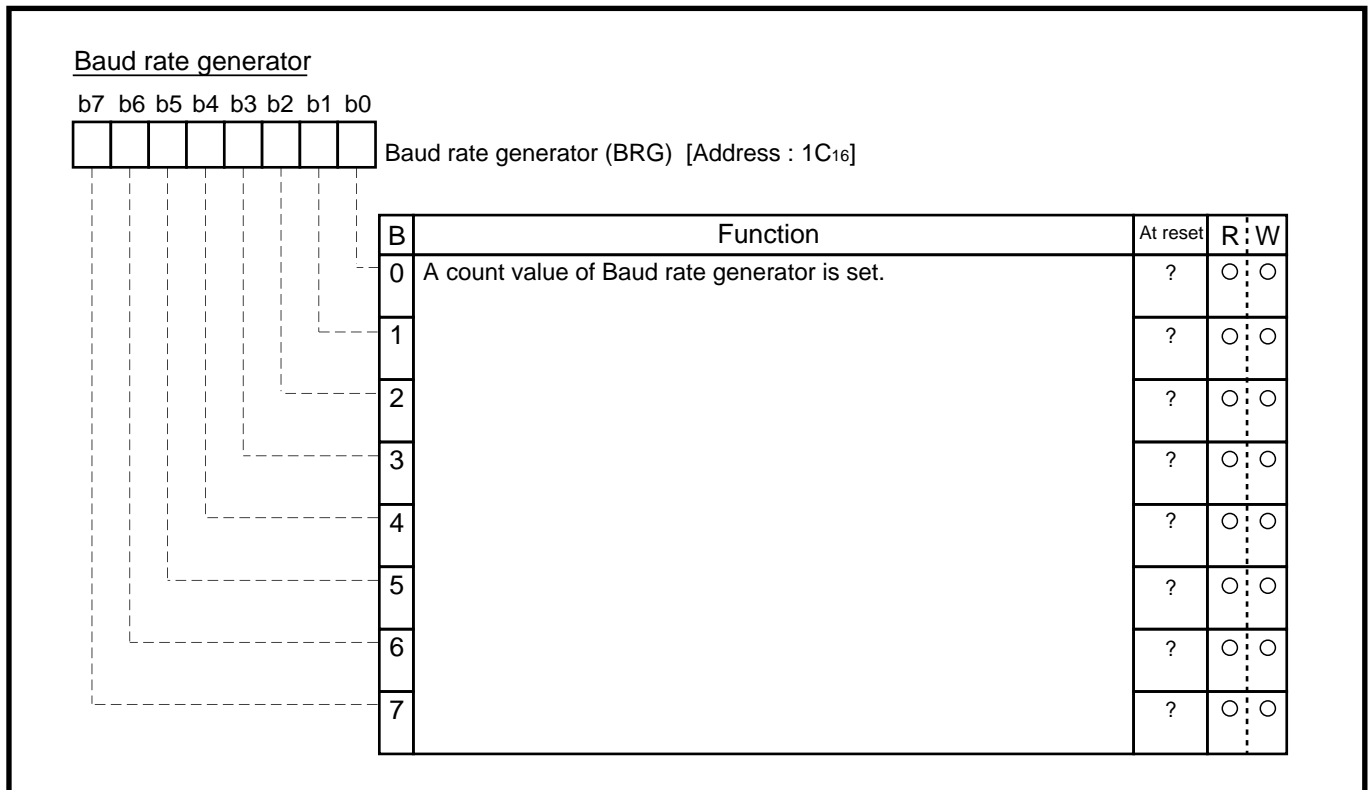 Baud rate generator
b7 b6 b5 b4 b3 b2 b1 b0
Baud rate generator (BRG) [Address : 1C16]
B Function At reset R W
0 A count value of Baud rate generator is set. ? ○ ○
1 ? ○ ○
2 ? ○ ○
3 ? ○ ○
4 ? ○ ○
5 ? ○ ○
6 ? ○ ○
7 ? ○ ○